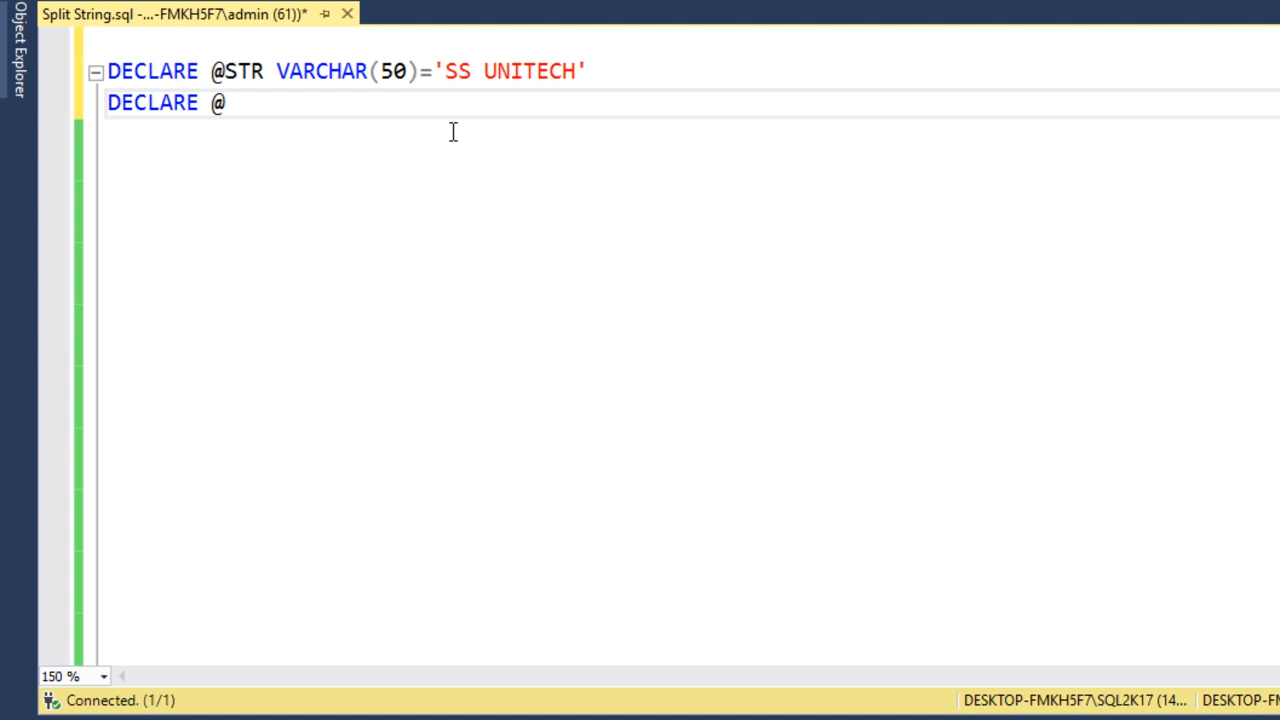 Object Explorer
Split String.sql -...-FMKH5F7\admin (61))*
DECLARE @STR VARCHAR(50)='SS UNITECH'
DECLARE @
150 %
Connected. (1/1)
DESKTOP-FMKH5F7\SQL2K17 (14...
DESKTOP-FM